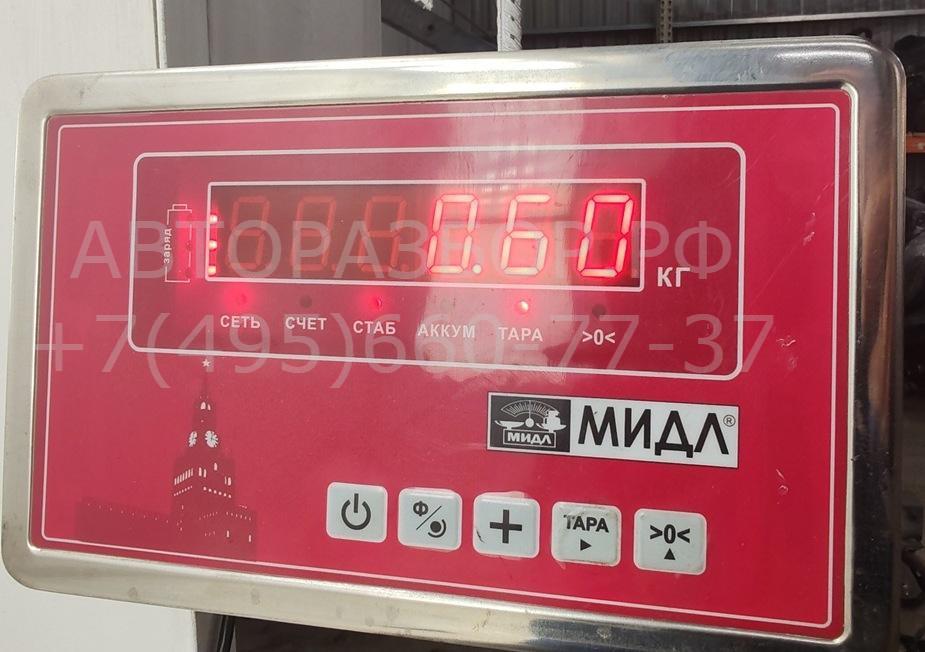 заряд
0.60
кг
СЕТЬ СЧЕТ СТАБ АККУМ ТАРА >0<
АВТОРАЗБОР.РФ
+7(495)660-77-37
МИДЛ МИДЛ®
Ф + ТАРА >0<